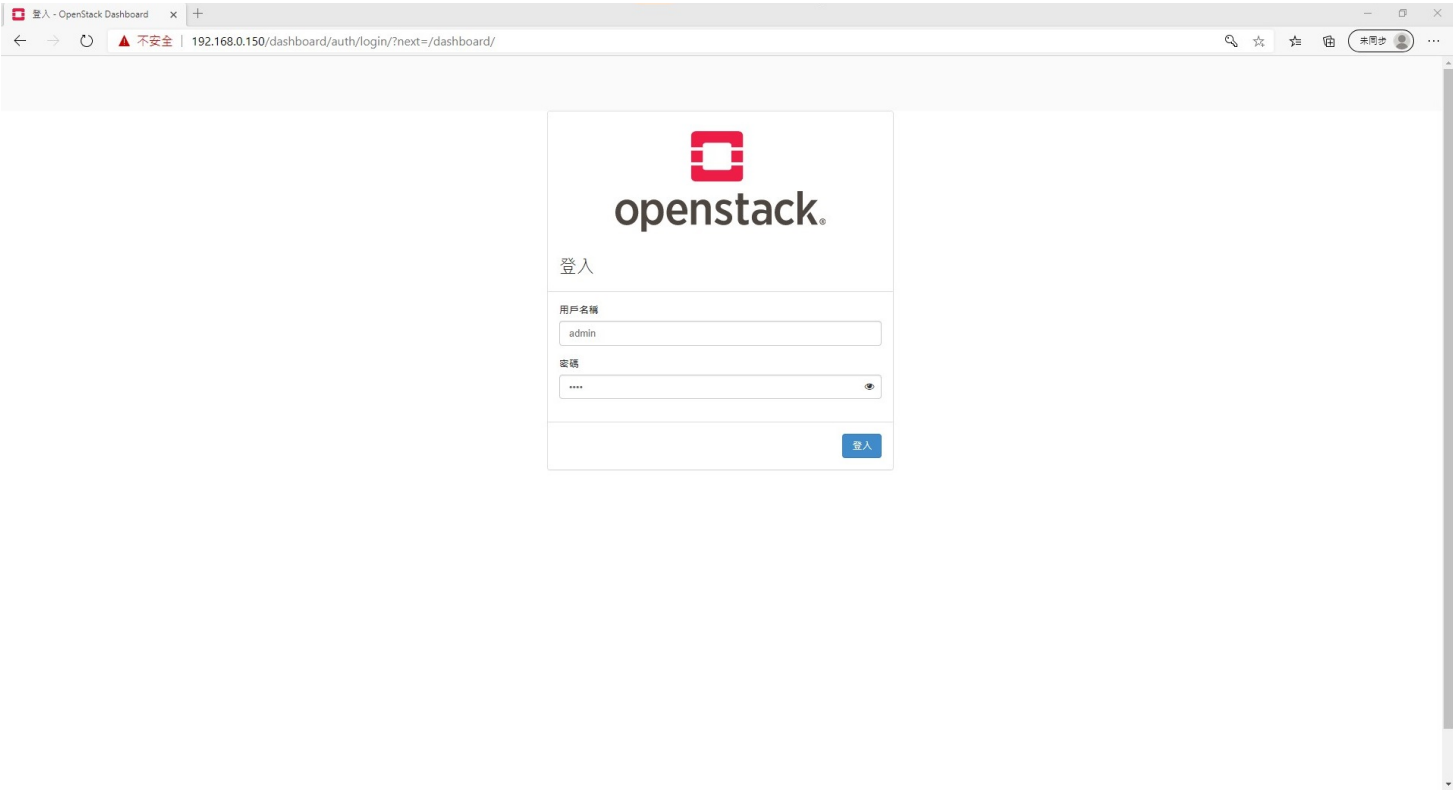 登入 - OpenStack Dashboard
不安全 | 192.168.0.150/dashboard/auth/login/?next=/dashboard/
未同步
openstack®
登入
用戶名稱
admin
密碼
••••
登入